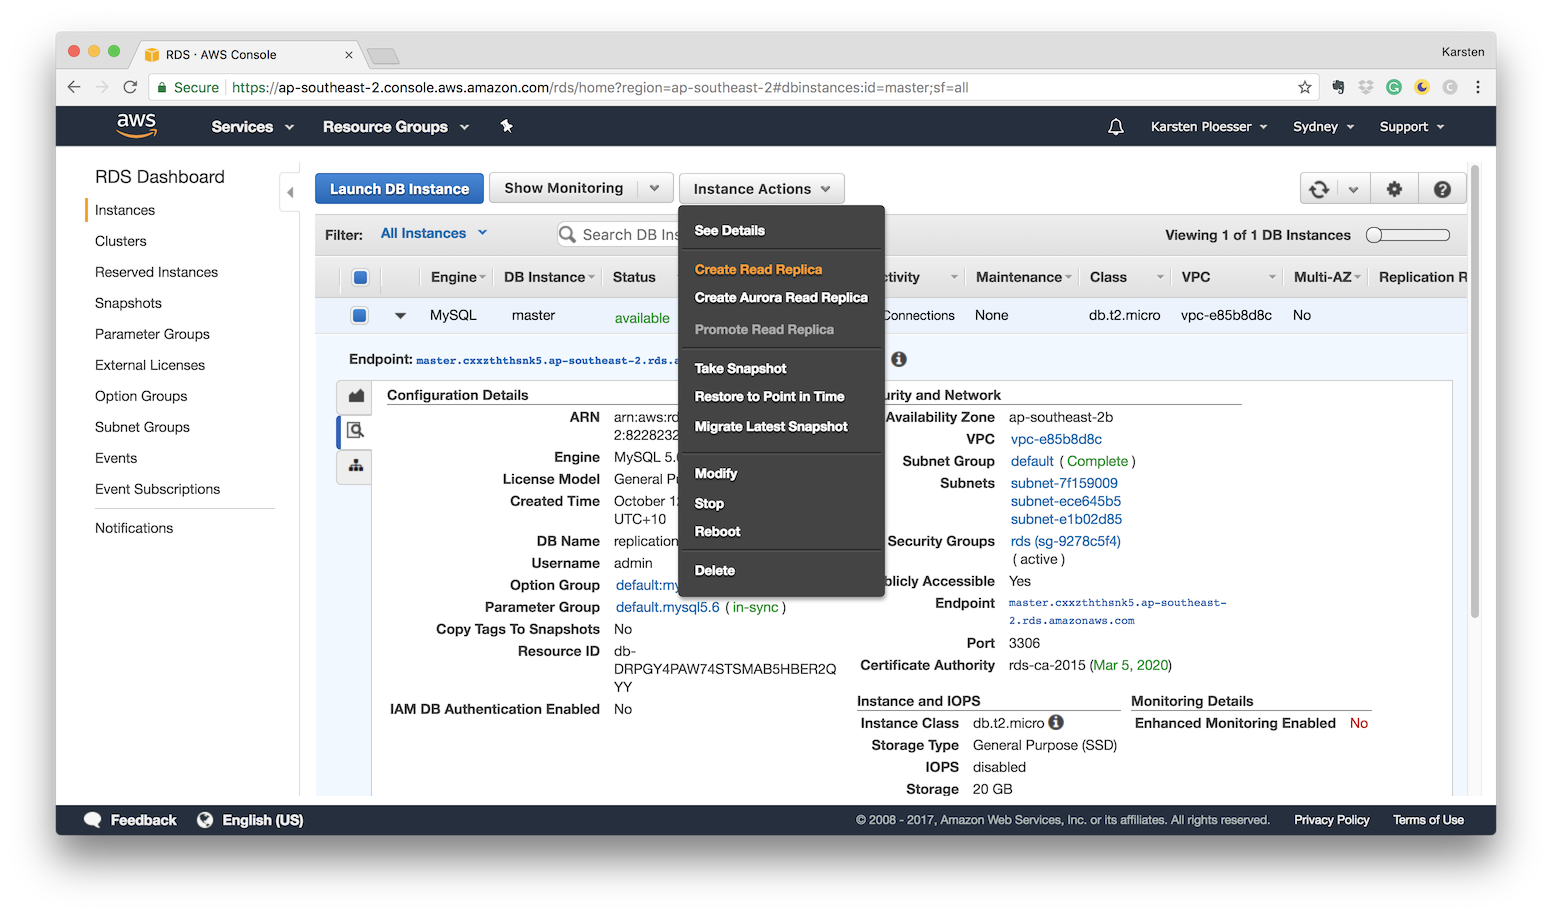 RDS · AWS Console
Karsten
Secure https://ap-southeast-2.console.aws.amazon.com/rds/home?region=ap-southeast-2#dbinstances:id=master;sf=all
aws Services Resource Groups Karsten Ploesser Sydney Support
RDS Dashboard
Instances
Clusters
Reserved Instances
Snapshots
Parameter Groups
External Licenses
Option Groups
Subnet Groups
Events
Event Subscriptions
Notifications
Launch DB Instance Show Monitoring Instance Actions
Filter: All Instances Search DB Ins Viewing 1 of 1 DB Instances
Engine DB Instance Status tivity Maintenance Class VPC Multi-AZ Replication R
MySQL master available Connections None db.t2.micro vpc-e85b8d8c No
See Details
Create Read Replica
Create Aurora Read Replica
Promote Read Replica
Take Snapshot
Restore to Point in Time
Migrate Latest Snapshot
Modify
Stop
Reboot
Delete
Endpoint: master.cxxzththsnk5.ap-southeast-2.rds.a
Configuration Details
ARN arn:aws:rd
2:8228232
Engine MySQL 5.6
License Model General Pu
Created Time October 12
UTC+10
DB Name replication
Username admin
Option Group default:my
Parameter Group default.mysql5.6 ( in-sync )
Copy Tags To Snapshots No
Resource ID db-
DRPGY4PAW74STSMAB5HBER2Q
YY
IAM DB Authentication Enabled No
urity and Network
Availability Zone ap-southeast-2b
VPC vpc-e85b8d8c
Subnet Group default ( Complete )
Subnets subnet-7f159009
subnet-ece645b5
subnet-e1b02d85
Security Groups rds (sg-9278c5f4)
( active )
blicly Accessible Yes
Endpoint master.cxxzththsnk5.ap-southeast-
2.rds.amazonaws.com
Port 3306
Certificate Authority rds-ca-2015 (Mar 5, 2020)
Instance and IOPS
Instance Class db.t2.micro
Storage Type General Purpose (SSD)
IOPS disabled
Storage 20 GB
Monitoring Details
Enhanced Monitoring Enabled No
Feedback English (US) © 2008 - 2017, Amazon Web Services, Inc. or its affiliates. All rights reserved. Privacy Policy Terms of Use